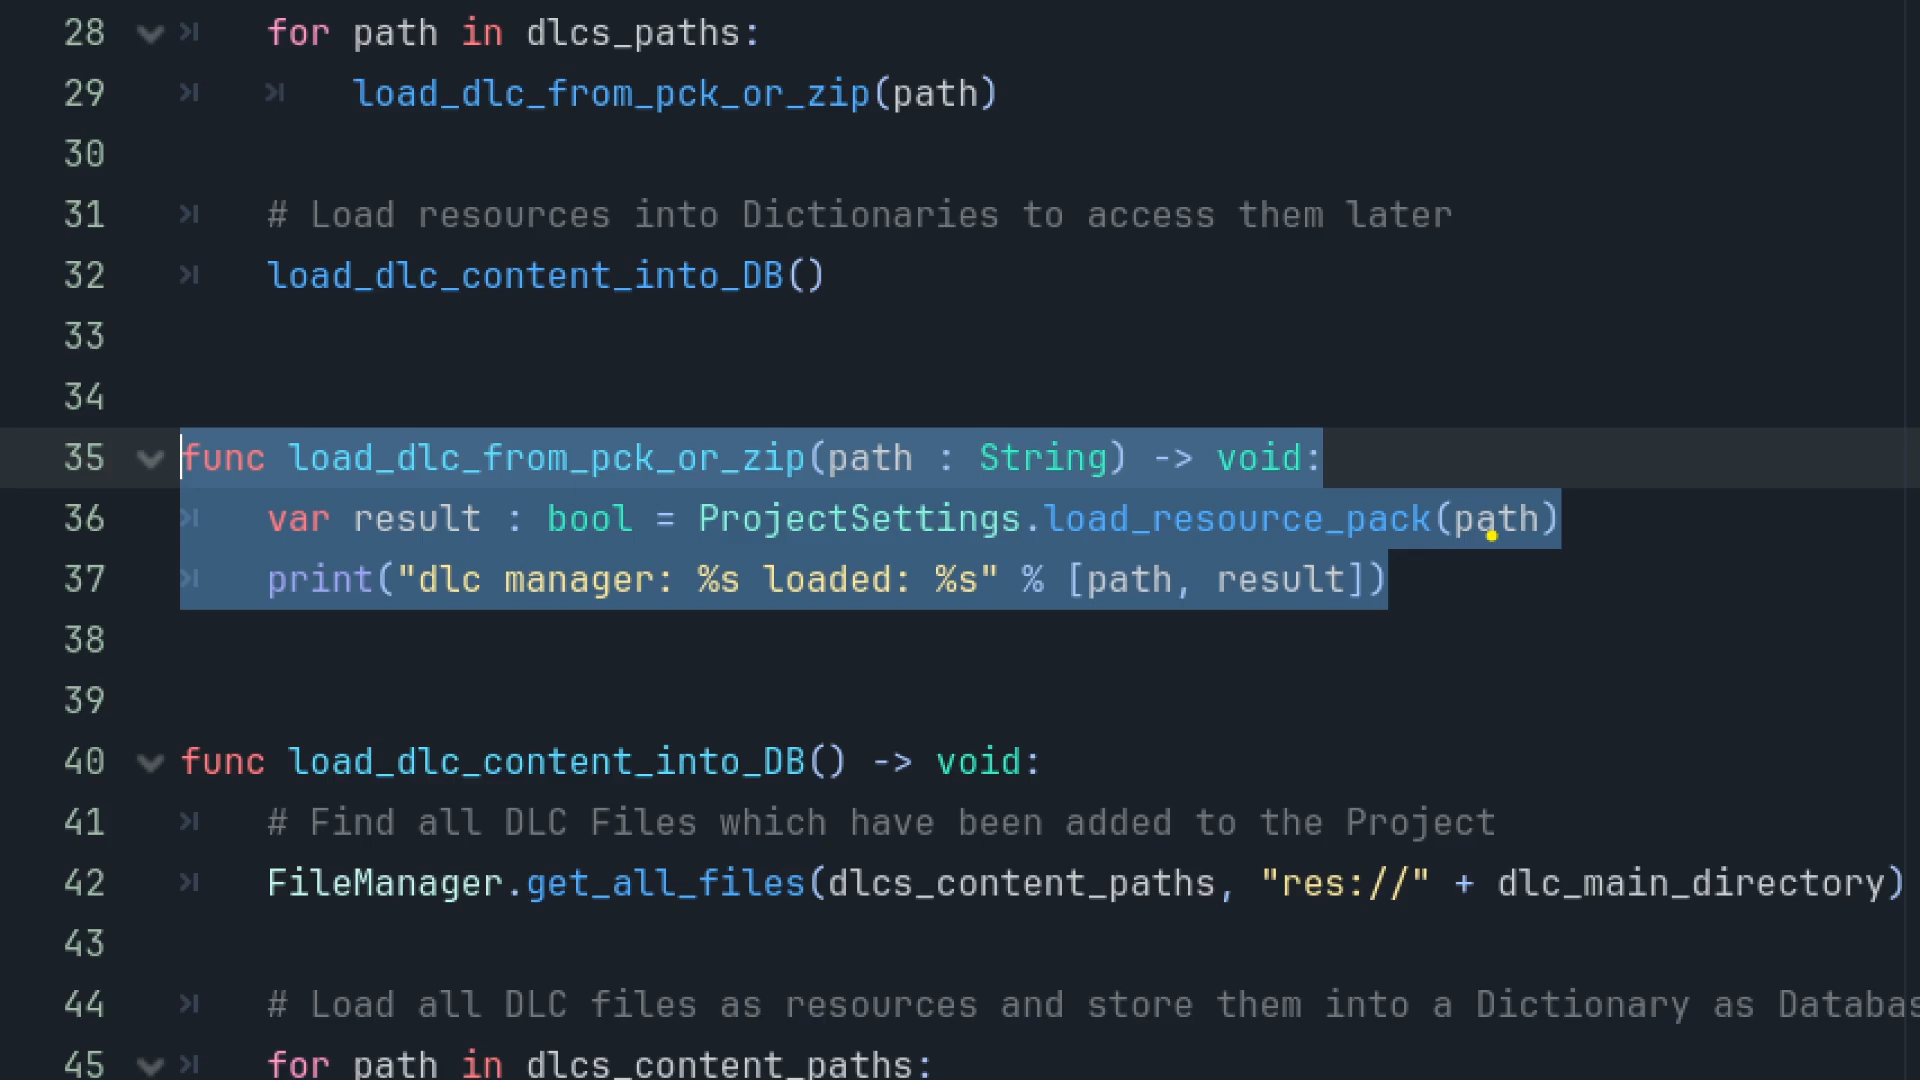 28 for path in dlcs_paths:
29 load_dlc_from_pck_or_zip(path)
30
31 # Load resources into Dictionaries to access them later
32 load_dlc_content_into_DB()
33
34
35 func load_dlc_from_pck_or_zip(path : String) -> void:
36 var result : bool = ProjectSettings.load_resource_pack(path)
37 print("dlc manager: %s loaded: %s" % [path, result])
38
39
40 func load_dlc_content_into_DB() -> void:
41 # Find all DLC Files which have been added to the Project
42 FileManager.get_all_files(dlcs_content_paths, "res://" + dlc_main_directory)
43
44 # Load all DLC files as resources and store them into a Dictionary as Databas
45 for path in dlcs_content_paths: